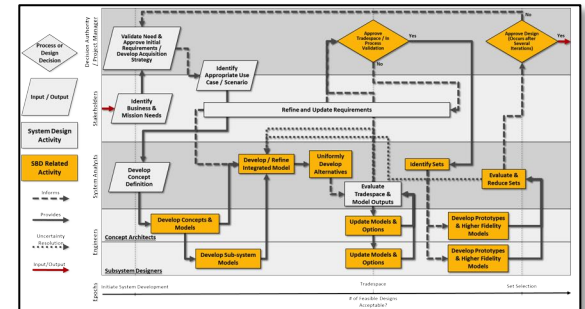 Process or
Design
Decision
Input / Output
System Design
Activity
SBD Related
Activity
Informs
Provides
Uncertainty
Resolution
Input/Output
Decision Authority
/ Project Manager
Stakeholders
System Analysts
Engineers
Epochs
Validate Need &
Approve Initial
Requirements /
Develop Acquisition
Strategy
Identify
Appropriate Use
Case / Scenario
Approve
Tradespace / In
Process
Validation
Yes
No
No
Approve Design
(Occurs after
Several
Iterations)
Yes
Identify
Business &
Mission Needs
Refine and Update Requirements
Develop
Concept
Definition
Develop / Refine
Integrated Model
Uniformly
Develop
Alternatives
Evaluate
Tradespace &
Model Outputs
Identify Sets
Evaluate &
Reduce Sets
Develop Concepts &
Models
Update Models &
Options
Develop Prototypes
& Higher Fidelity
Models
Concept Architects
Develop Sub-system
Models
Update Models &
Options
Develop Prototypes
& Higher Fidelity
Models
Subsystem Designers
Initiate System Development
Tradespace
Set Selection
# of Feasible Designs
Acceptable?